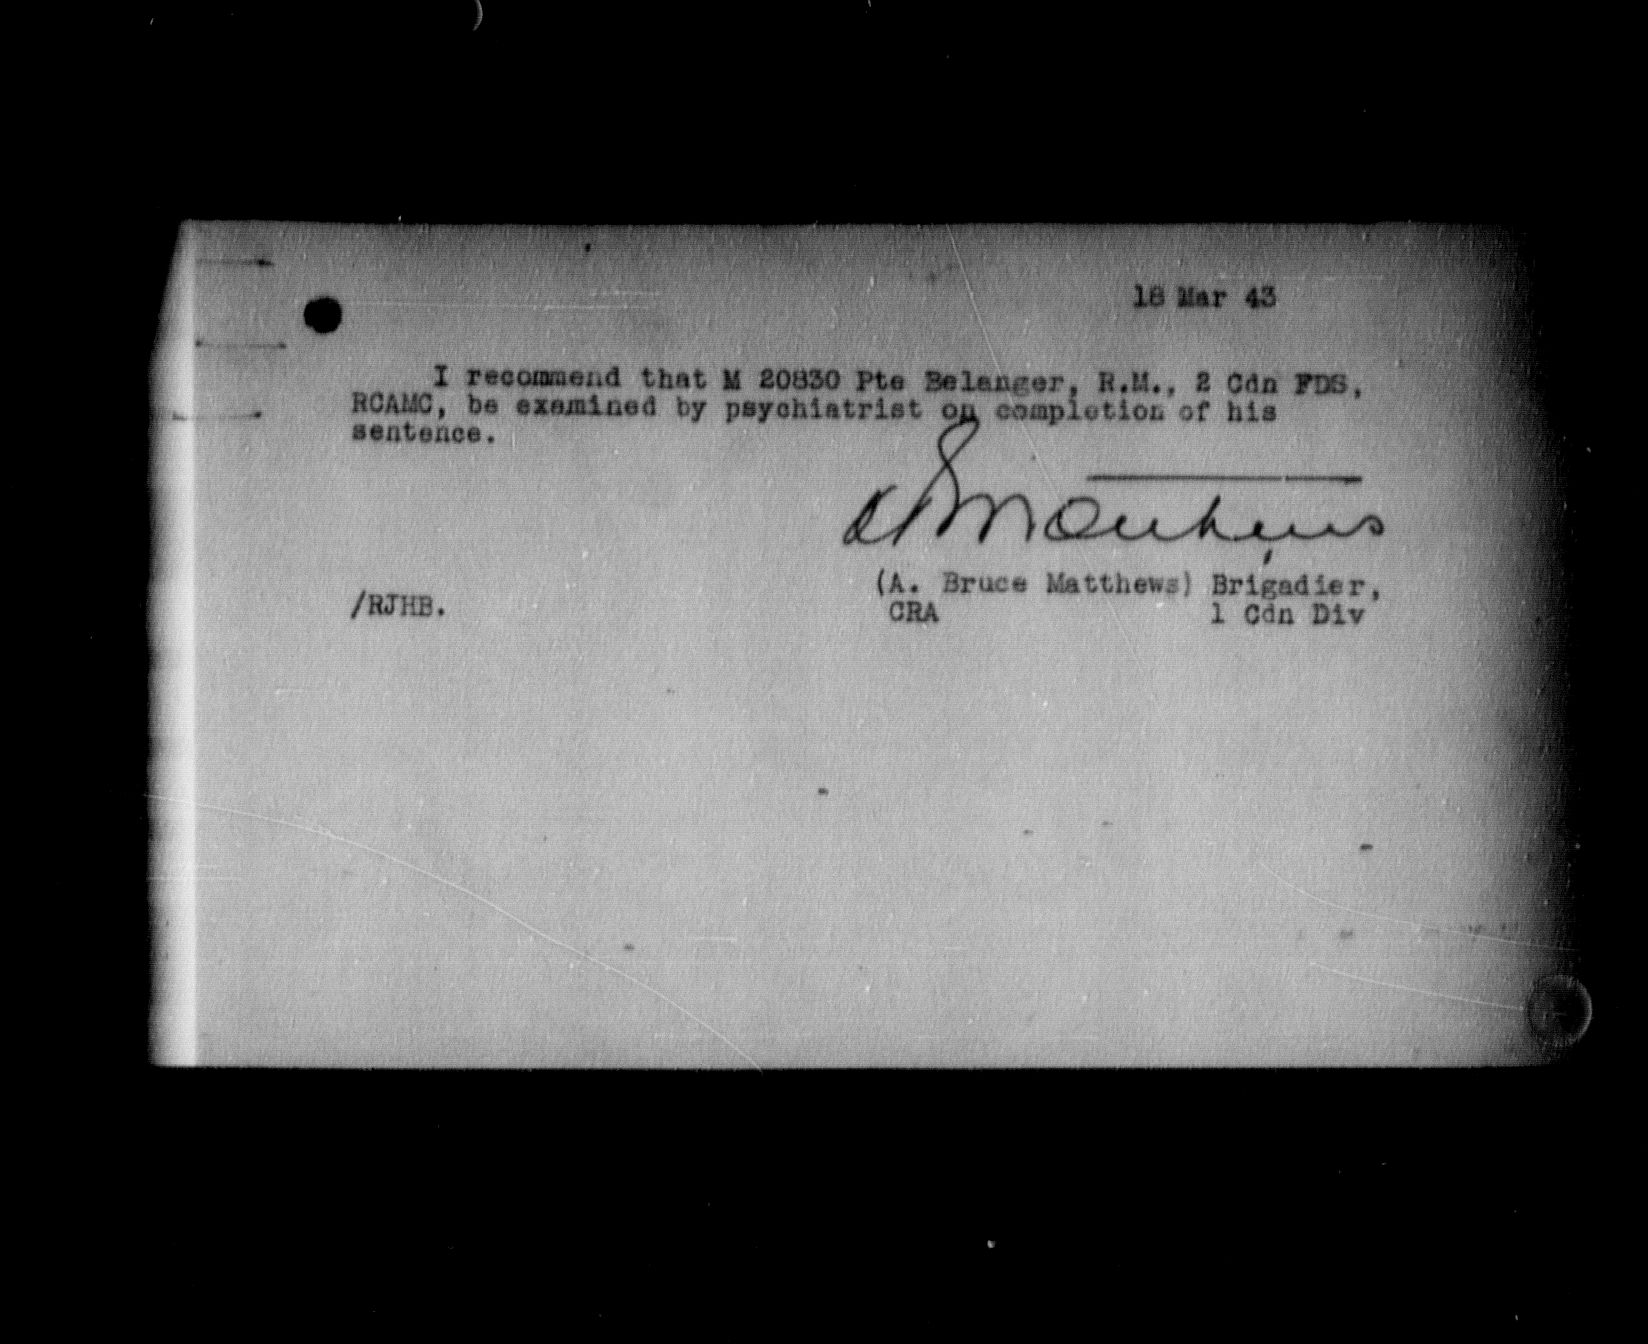 18 Mar 43
I recommend that M 20830 Pte Belanger, R.M., 2 Cdn FDS,
RCAMC, be examined by psychiatrist on completion of his
sentence.
ABMatthews
(A. Bruce Matthews) Brigadier,
/RJHB.
CRA 1 Cdn Div